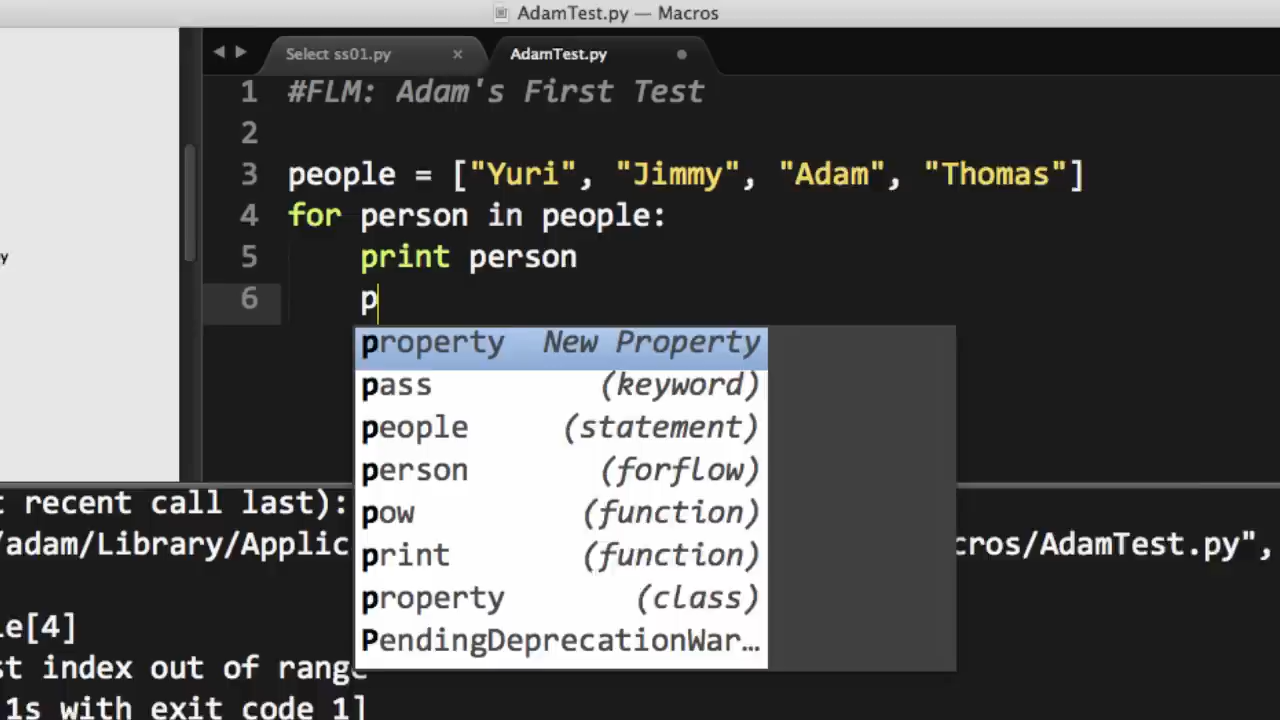 AdamTest.py — Macros
Select ss01.py × AdamTest.py
1 #FLM: Adam's First Test
2
3 people = ["Yuri", "Jimmy", "Adam", "Thomas"]
4 for person in people:
5 print person
6 p
y
property New Property
pass (keyword)
people (statement)
person (forflow)
pow (function)
print (function)
property (class)
PendingDeprecationWar…
t recent call last):
/adam/Library/Applic cros/AdamTest.py",
le[4]
st index out of range
1s with exit code 1]